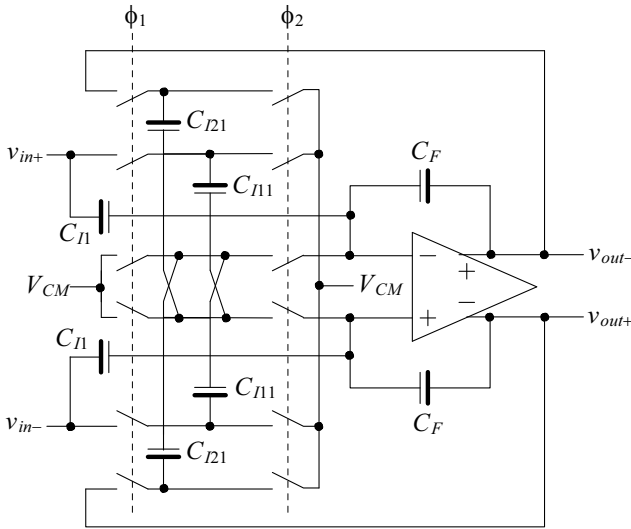 ϕ₁ ϕ₂
C_I21
v_in+
C_F
C_I11
C_I1
−
v_out−
+
V_CM V_CM
−
+
v_out+
C_I1
C_I11
v_in−
C_F
C_I21